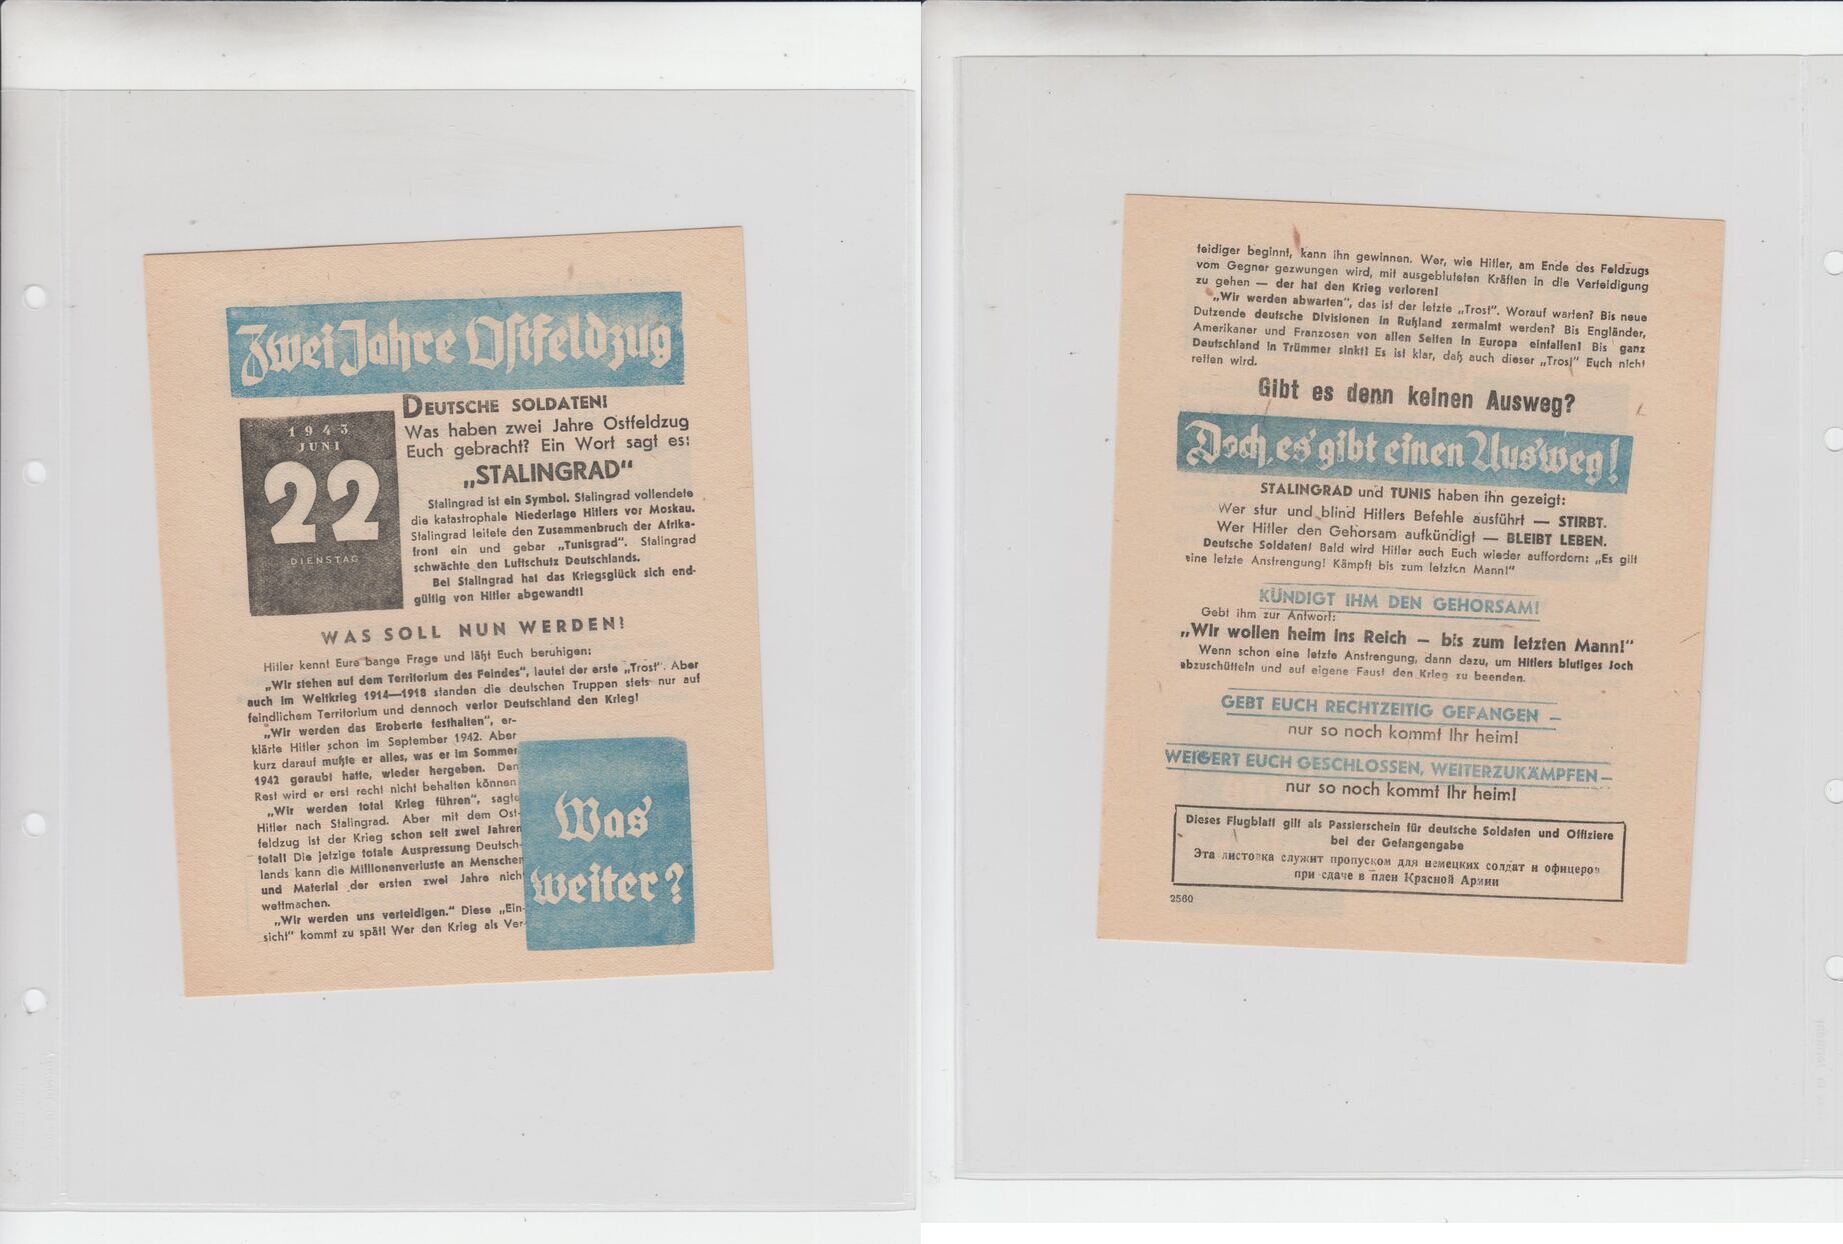 Zwei Jahre Ostfeldzug
1943
JUNI
22
DIENSTAG
DEUTSCHE SOLDATEN!
Was haben zwei Jahre Ostfeldzug
Euch gebracht? Ein Wort sagt es:
„STALINGRAD“
Stalingrad ist ein Symbol. Stalingrad vollendete
die katastrophale Niederlage Hitlers vor Moskau.
Stalingrad leitete den Zusammenbruch der Afrika-
front ein und gebar „Tunisgrad“. Stalingrad
schwächte den Luftschutz Deutschlands.
Bei Stalingrad hat das Kriegsglück sich end-
gültig von Hitler abgewandt!
WAS SOLL NUN WERDEN?
Hitler kennt Eure bange Frage und läßt Euch beruhigen:
„Wir stehen auf dem Territorium des Feindes“, lautet der erste „Trost“. Aber
auch im Weltkrieg 1914—1918 standen die deutschen Truppen stets nur auf
feindlichem Territorium und dennoch verlor Deutschland den Krieg!
„Wir werden das Eroberte festhalten“, er-
klärte Hitler schon im September 1942. Aber
kurz darauf mußte er alles, was er im Sommer
1942 geraubt hatte, wieder hergeben. Den
Rest wird er erst recht nicht behalten können
„Wir werden total Krieg führen“, sagte
Hitler nach Stalingrad. Aber mit dem Ost-
feldzug ist der Krieg schon seit zwei Jahren
total! Die jetzige totale Auspressung Deutsch-
lands kann die Millionenverluste an Menschen
und Material der ersten zwei Jahre nicht
wettmachen.
„Wir werden uns verteidigen.“ Diese „Ein-
sicht“ kommt zu spät! Wer den Krieg als Ver-
Was
weiter?
teidiger beginnt, kann ihn gewinnen. Wer, wie Hitler, am Ende des Feldzugs
vom Gegner gezwungen wird, mit ausgebluteten Kräften in die Verteidigung
zu gehen — der hat den Krieg verloren!
„Wir werden abwarten“, das ist der letzte „Trost“. Worauf warten? Bis neue
Dutzende deutsche Divisionen in Rußland zermalmt werden? Bis Engländer,
Amerikaner und Franzosen von allen Seiten in Europa einfallen! Bis ganz
Deutschland in Trümmer sinkt! Es ist klar, daß auch dieser „Trost“ Euch nicht
retten wird.
Gibt es denn keinen Ausweg?
Doch, es gibt einen Ausweg!
STALINGRAD und TUNIS haben ihn gezeigt:
Wer stur und blind Hitlers Befehle ausführt — STIRBT.
Wer Hitler den Gehorsam aufkündigt — BLEIBT LEBEN.
Deutsche Soldaten! Bald wird Hitler auch Euch wieder auffordern: „Es gilt
eine letzte Anstrengung! Kämpft bis zum letzten Mann!“
KÜNDIGT IHM DEN GEHORSAM!
Gebt ihm zur Antwort:
„Wir wollen heim ins Reich — bis zum letzten Mann!“
Wenn schon eine letzte Anstrengung, dann dazu, um Hitlers blutiges Joch
abzuschütteln und auf eigene Faust den Krieg zu beenden.
GEBT EUCH RECHTZEITIG GEFANGEN —
nur so noch kommt Ihr heim!
WEIGERT EUCH GESCHLOSSEN, WEITERZUKÄMPFEN —
nur so noch kommt Ihr heim!
Dieses Flugblatt gilt als Passierschein für deutsche Soldaten und Offiziere
bei der Gefangengabe
Эта листовка служит пропуском для немецких солдат и офицеров
при сдаче в плен Красной Армии
2560